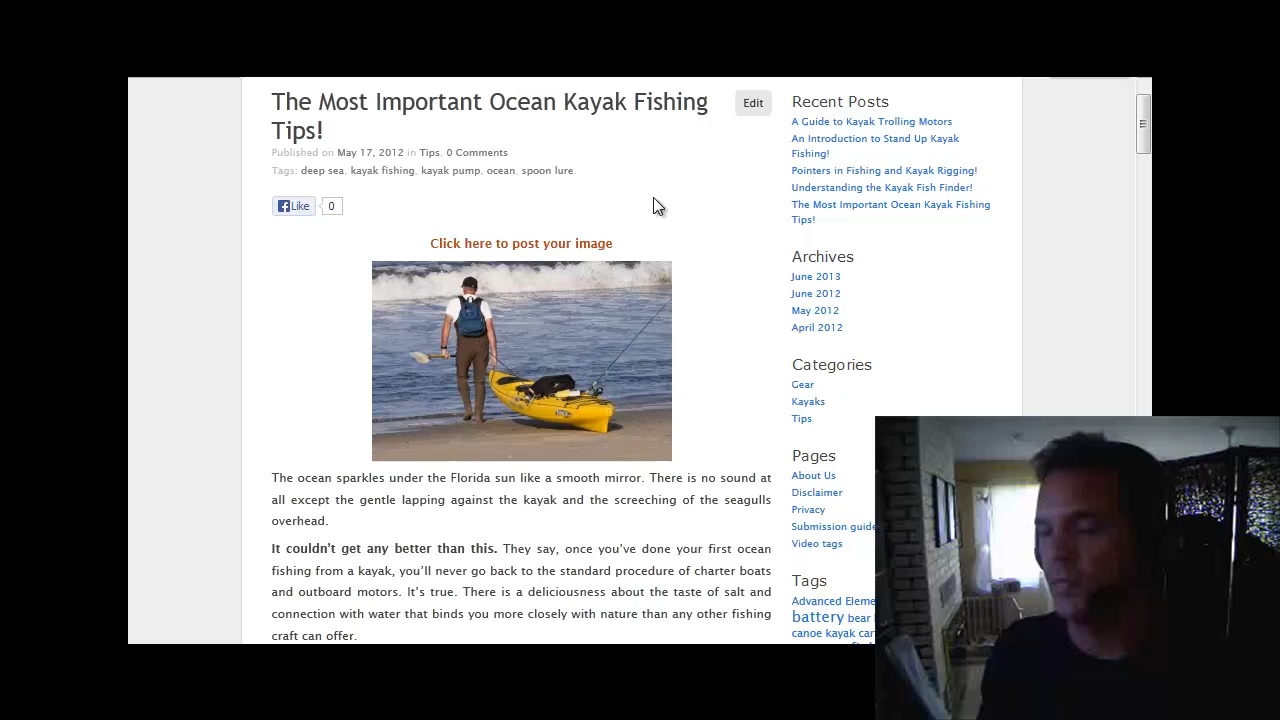 The Most Important Ocean Kayak Fishing
Tips!
Edit
Published on May 17, 2012 in Tips. 0 Comments
Tags: deep sea, kayak fishing, kayak pump, ocean, spoon lure.
Like 0
Click here to post your image
The ocean sparkles under the Florida sun like a smooth mirror. There is no sound at
all except the gentle lapping against the kayak and the screeching of the seagulls
overhead.
It couldn't get any better than this. They say, once you've done your first ocean
fishing from a kayak, you'll never go back to the standard procedure of charter boats
and outboard motors. It's true. There is a deliciousness about the taste of salt and
connection with water that binds you more closely with nature than any other fishing
craft can offer.
Recent Posts
A Guide to Kayak Trolling Motors
An Introduction to Stand Up Kayak
Fishing!
Pointers in Fishing and Kayak Rigging!
Understanding the Kayak Fish Finder!
The Most Important Ocean Kayak Fishing
Tips!
Archives
June 2013
June 2012
May 2012
April 2012
Categories
Gear
Kayaks
Tips
Pages
About Us
Disclaimer
Privacy
Submission guide
Video tags
Tags
Advanced Eleme
battery bear
canoe kayak car